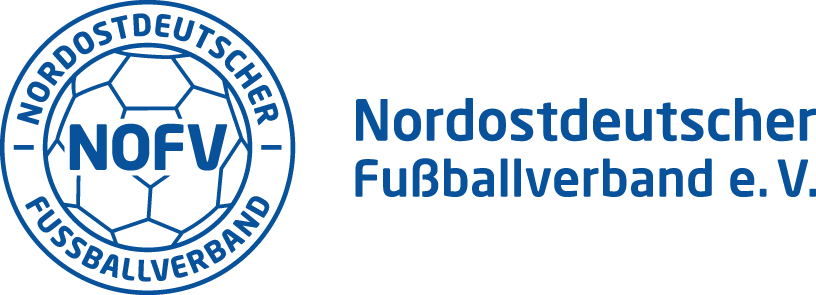 NORDOSTDEUTSCHER
NOFV
FUSSBALLVERBAND
Nordostdeutscher
Fußballverband e. V.